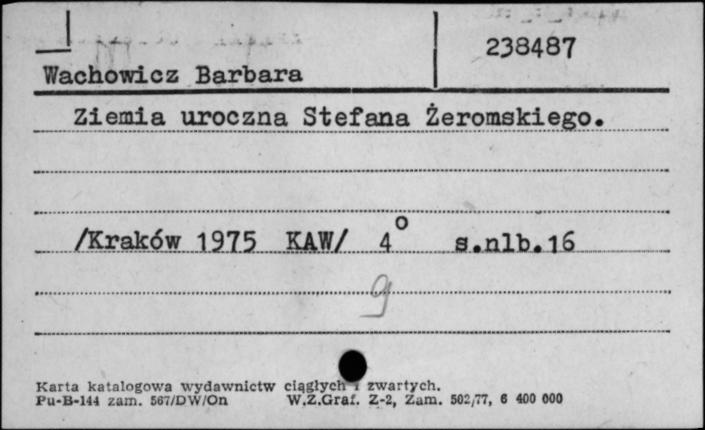 238487
Wachowicz Barbara
Ziemia uroczna Stefana Żeromskiego.
/Kraków 1975 KAW/ 4° s.nlb.16
g
Karta katalogowa wydawnictw ciągłych i zwartych.
Pu-B-144 zam. 567/DW/On W.Z.Graf. Z-2, Zam. 502/77, 6 400 000